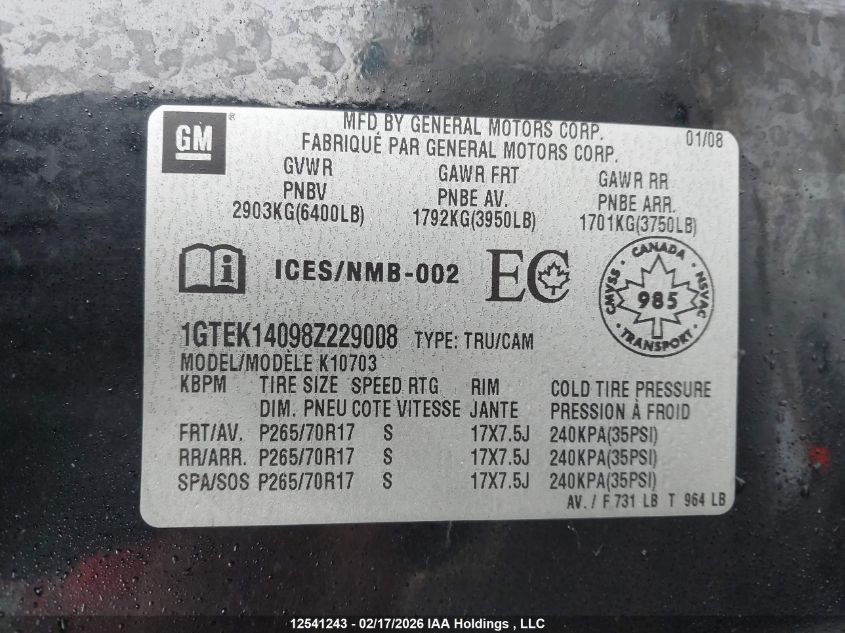 GM
MFD BY GENERAL MOTORS CORP.
FABRIQUÉ PAR GENERAL MOTORS CORP.
01/08
GVWR GAWR FRT GAWR RR
PNBV PNBE AV. PNBE ARR.
2903KG(6400LB) 1792KG(3950LB) 1701KG(3750LB)
i ICES/NMB-002 EC
CANADA
CMVSS 985 NSVAC
TRANSPORT
1GTEK14098Z229008 TYPE: TRU/CAM
MODEL/MODÈLE K10703
KBPM TIRE SIZE SPEED RTG RIM COLD TIRE PRESSURE
DIM. PNEU COTE VITESSE JANTE PRESSION À FROID
FRT/AV. P265/70R17 S 17X7.5J 240KPA(35PSI)
RR/ARR. P265/70R17 S 17X7.5J 240KPA(35PSI)
SPA/SOS P265/70R17 S 17X7.5J 240KPA(35PSI)
AV. / F 731 LB T 964 LB
12541243 - 02/17/2026 IAA Holdings , LLC